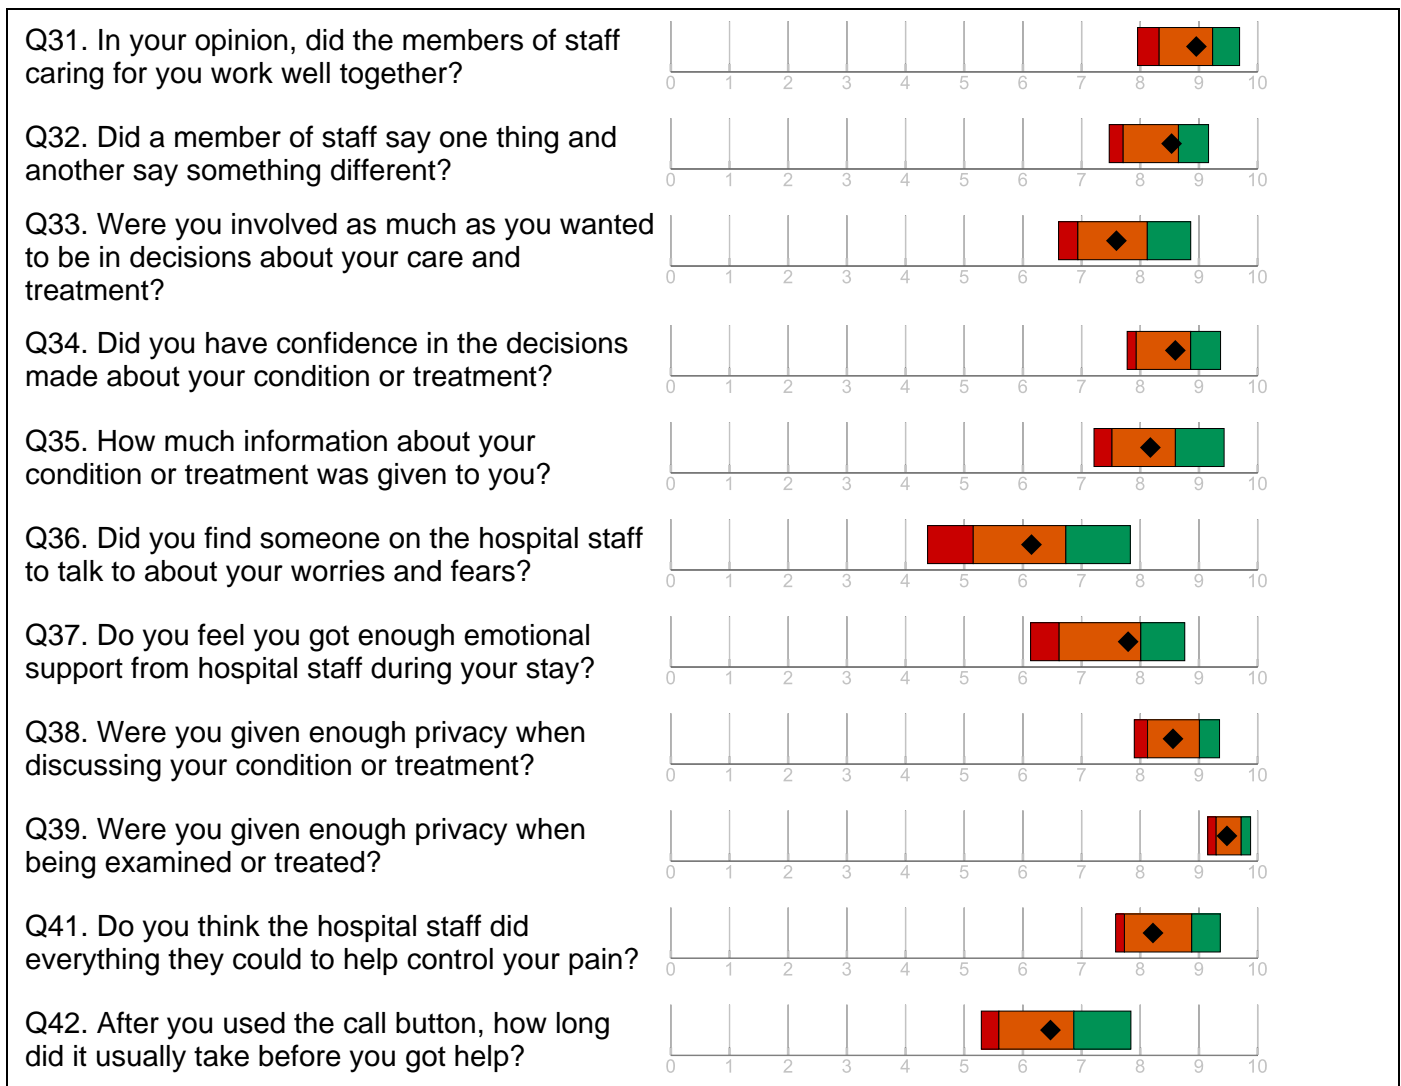 Q31. In your opinion, did the members of staff
caring for you work well together?
0 1 2 3 4 5 6 7 8 9 10
Q32. Did a member of staff say one thing and
another say something different?
0 1 2 3 4 5 6 7 8 9 10
Q33. Were you involved as much as you wanted
to be in decisions about your care and
treatment?
0 1 2 3 4 5 6 7 8 9 10
Q34. Did you have confidence in the decisions
made about your condition or treatment?
0 1 2 3 4 5 6 7 8 9 10
Q35. How much information about your
condition or treatment was given to you?
0 1 2 3 4 5 6 7 8 9 10
Q36. Did you find someone on the hospital staff
to talk to about your worries and fears?
0 1 2 3 4 5 6 7 8 9 10
Q37. Do you feel you got enough emotional
support from hospital staff during your stay?
0 1 2 3 4 5 6 7 8 9 10
Q38. Were you given enough privacy when
discussing your condition or treatment?
0 1 2 3 4 5 6 7 8 9 10
Q39. Were you given enough privacy when
being examined or treated?
0 1 2 3 4 5 6 7 8 9 10
Q41. Do you think the hospital staff did
everything they could to help control your pain?
0 1 2 3 4 5 6 7 8 9 10
Q42. After you used the call button, how long
did it usually take before you got help?
0 1 2 3 4 5 6 7 8 9 10